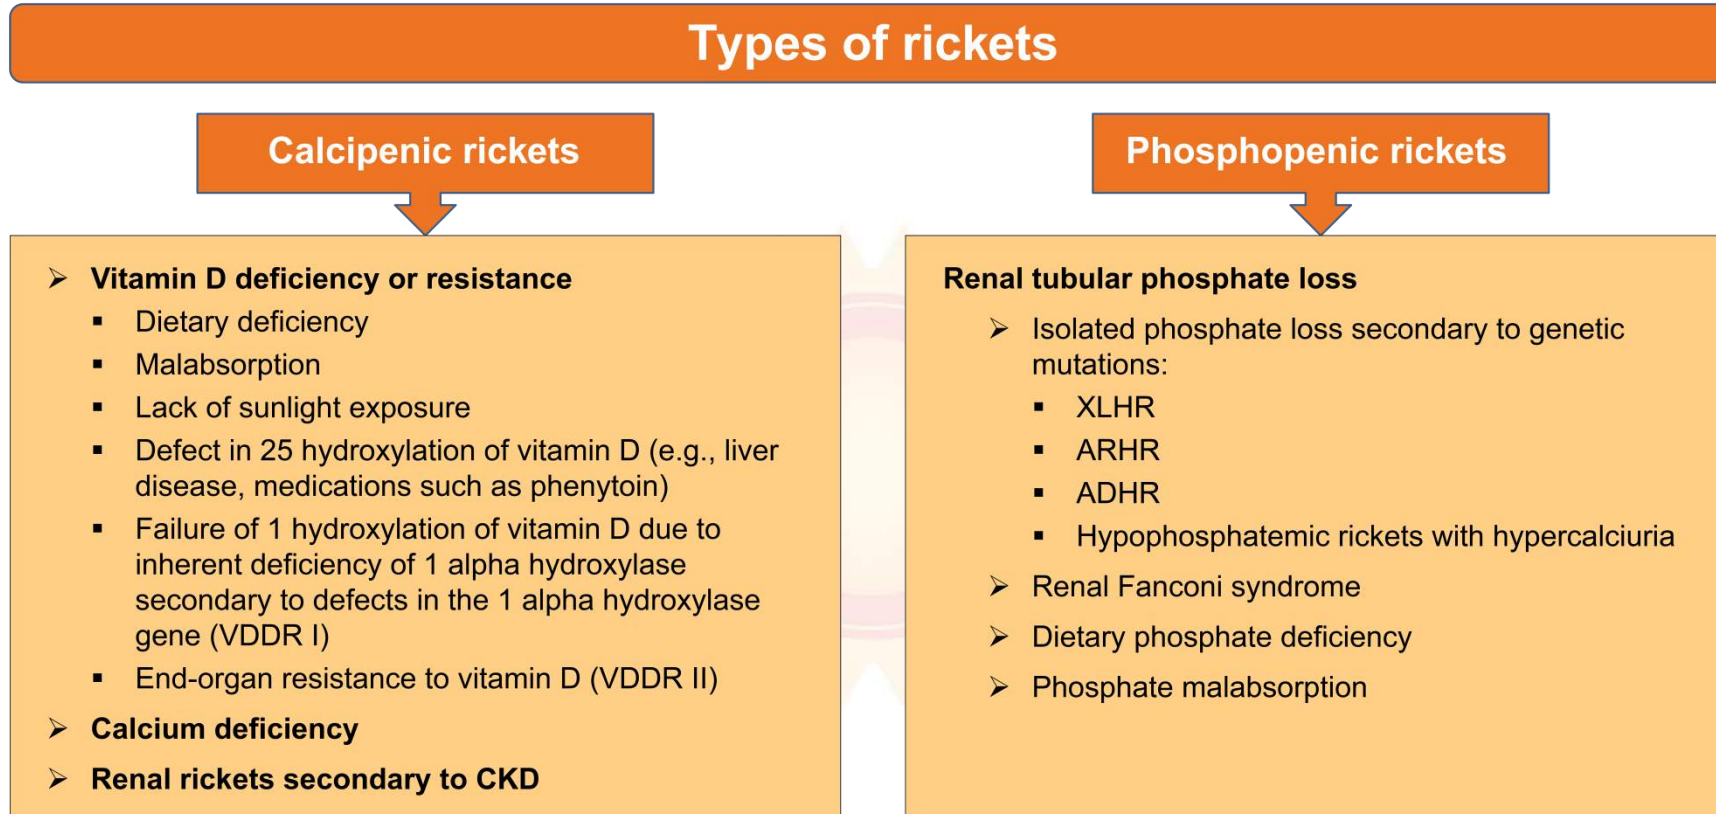 Types of rickets
Calcipenic rickets
➢ Vitamin D deficiency or resistance
▪ Dietary deficiency
▪ Malabsorption
▪ Lack of sunlight exposure
▪ Defect in 25 hydroxylation of vitamin D (e.g., liver
disease, medications such as phenytoin)
▪ Failure of 1 hydroxylation of vitamin D due to
inherent deficiency of 1 alpha hydroxylase
secondary to defects in the 1 alpha hydroxylase
gene (VDDR I)
▪ End-organ resistance to vitamin D (VDDR II)
➢ Calcium deficiency
➢ Renal rickets secondary to CKD
Phosphopenic rickets
Renal tubular phosphate loss
➢ Isolated phosphate loss secondary to genetic
mutations:
▪ XLHR
▪ ARHR
▪ ADHR
▪ Hypophosphatemic rickets with hypercalciuria
➢ Renal Fanconi syndrome
➢ Dietary phosphate deficiency
➢ Phosphate malabsorption